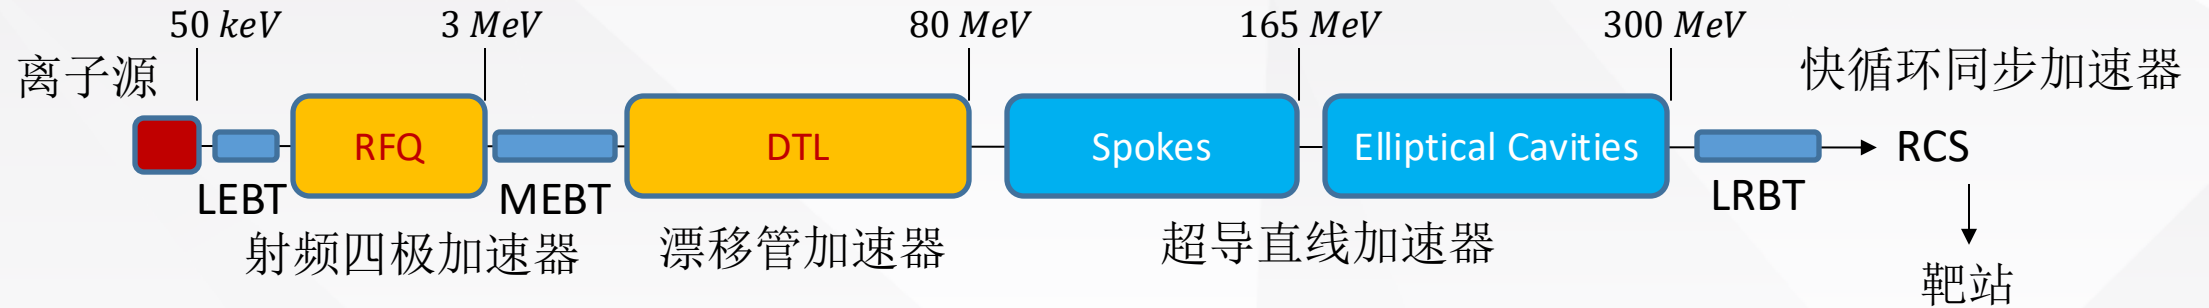 50 keV
3 MeV
80 MeV
165 MeV
300 MeV
离子源
快循环同步加速器
RFQ
DTL
Spokes
Elliptical Cavities
RCS
LEBT
MEBT
LRBT
射频四极加速器
漂移管加速器
超导直线加速器
靶站